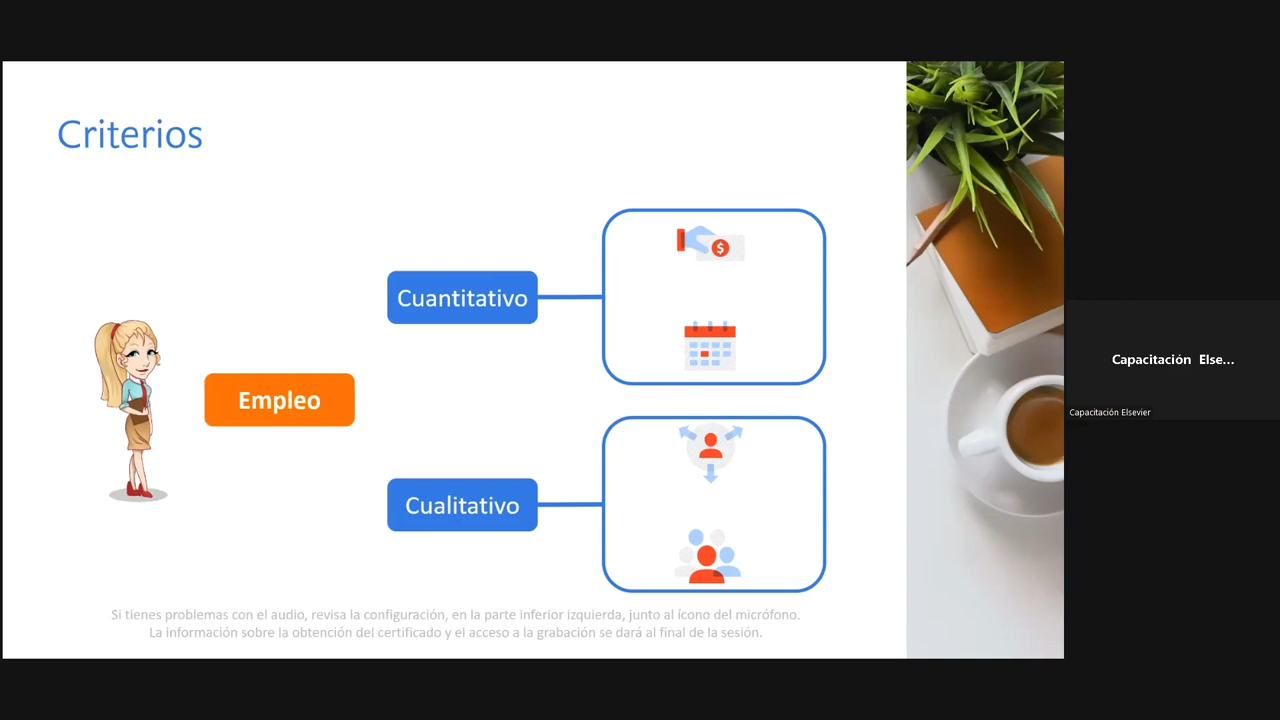 Criterios
Cuantitativo
Empleo
Cualitativo
$
Si tienes problemas con el audio, revisa la configuración, en la parte inferior izquierda, junto al ícono del micrófono.
La información sobre la obtención del certificado y el acceso a la grabación se dará al final de la sesión.
Capacitación Else...
Capacitación Elsevier